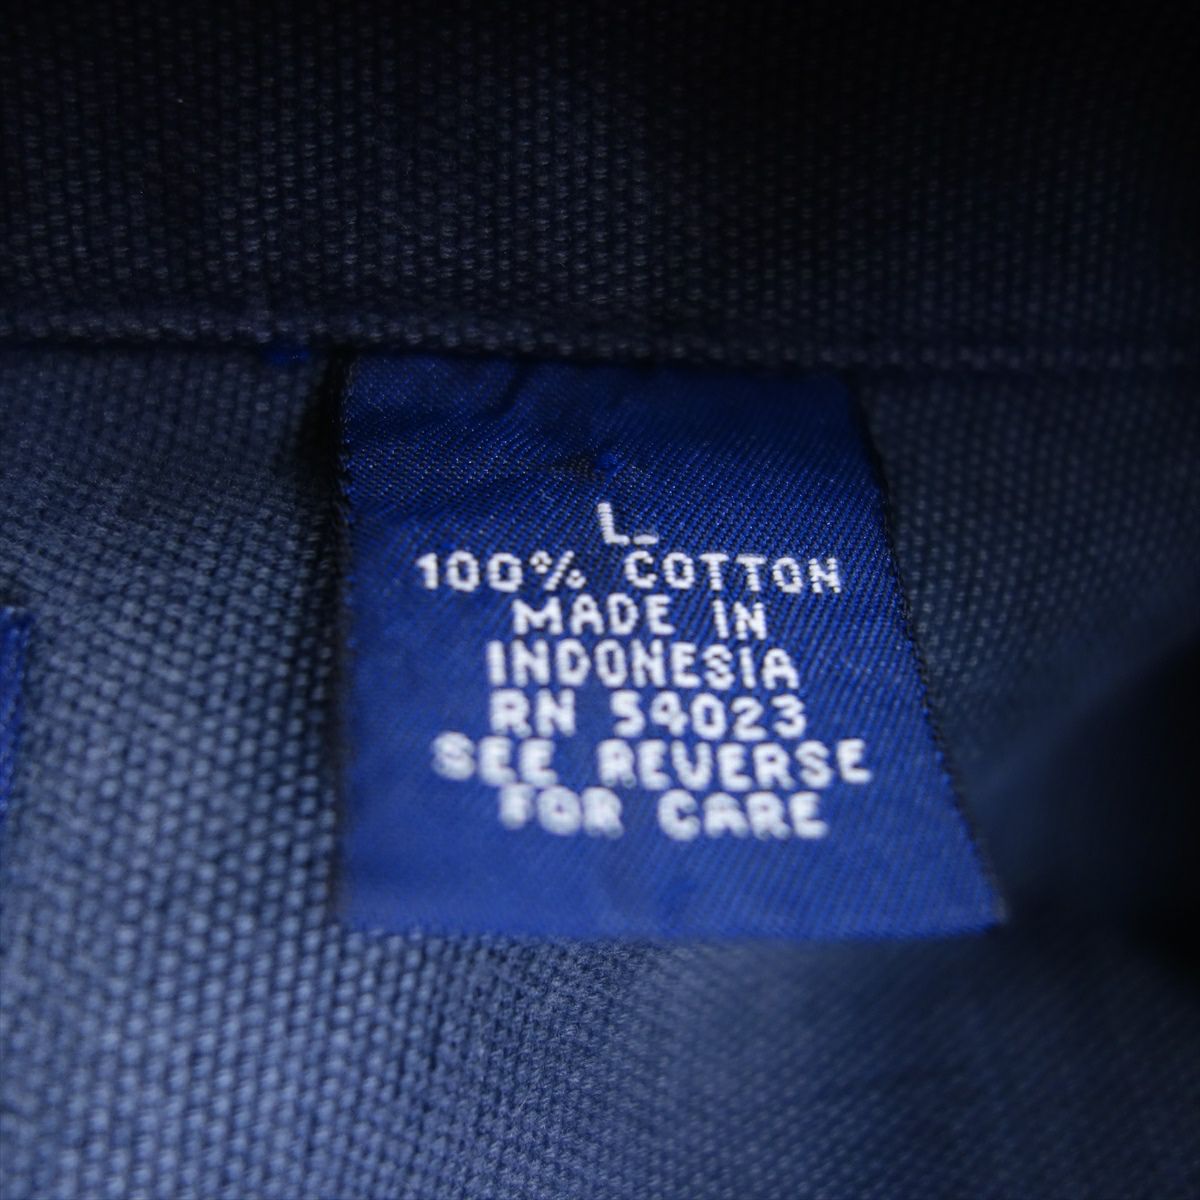 L
100% COTTON
MADE IN
INDONESIA
RN 54023
SEE REVERSE
FOR CARE